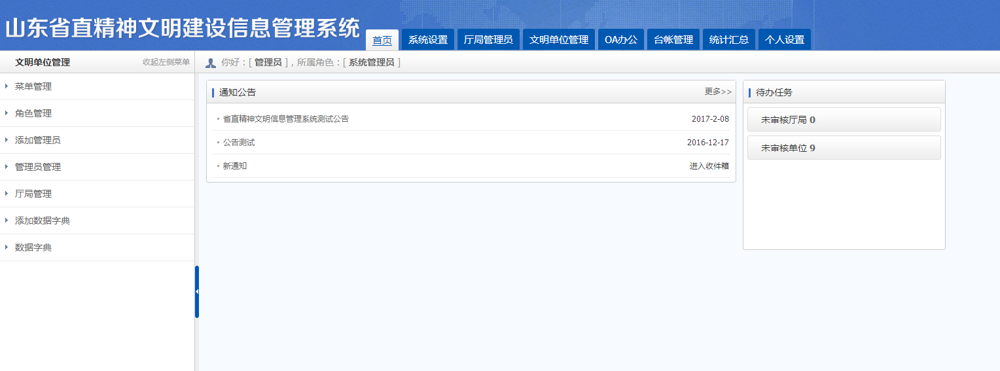 山东省直精神文明建设信息管理系统
首页 系统设置 厅局管理员 文明单位管理 OA办公 台帐管理 统计汇总 个人设置
文明单位管理 收起左侧菜单
你好：[ 管理员 ]，所属角色：[ 系统管理员 ]
菜单管理
角色管理
添加管理员
管理员管理
厅局管理
添加数据字典
数据字典
通知公告 更多>>
省直精神文明信息管理系统测试公告 2017-2-08
公告测试 2016-12-17
新通知 进入收件箱
待办任务
未审核厅局 0
未审核单位 9